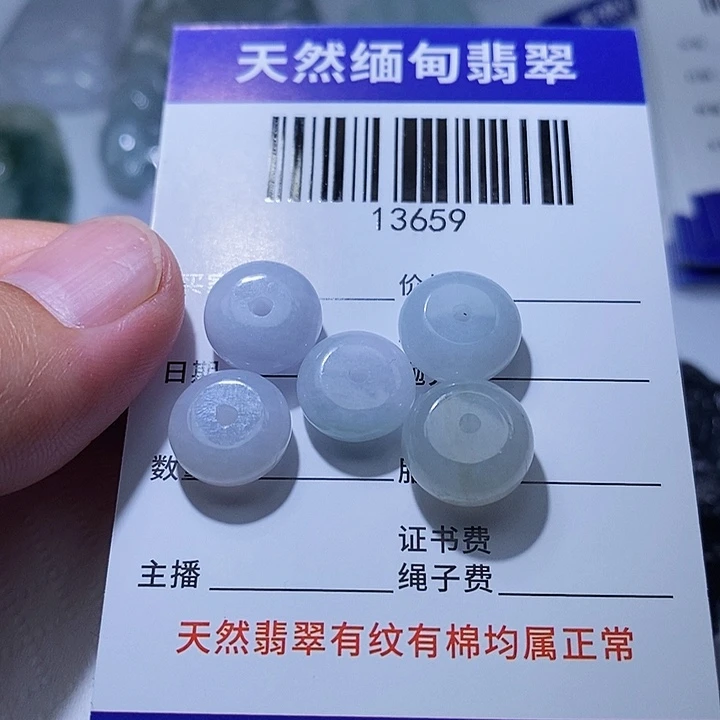 天然缅甸翡翠
13659
日期
数
主播
证书费
绳子费
天然翡翠有纹有棉均属正常